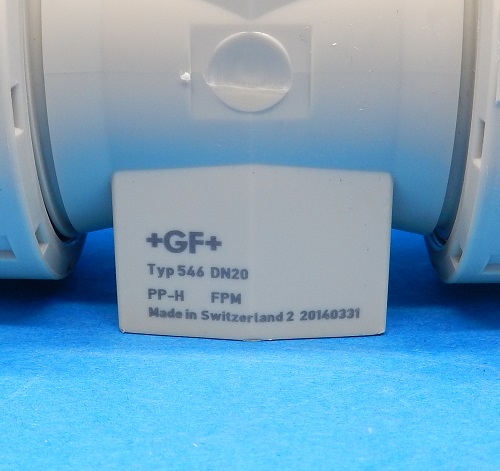 +GF+
Typ 546 DN20
PP-H FPM
Made in Switzerland 2 20140331